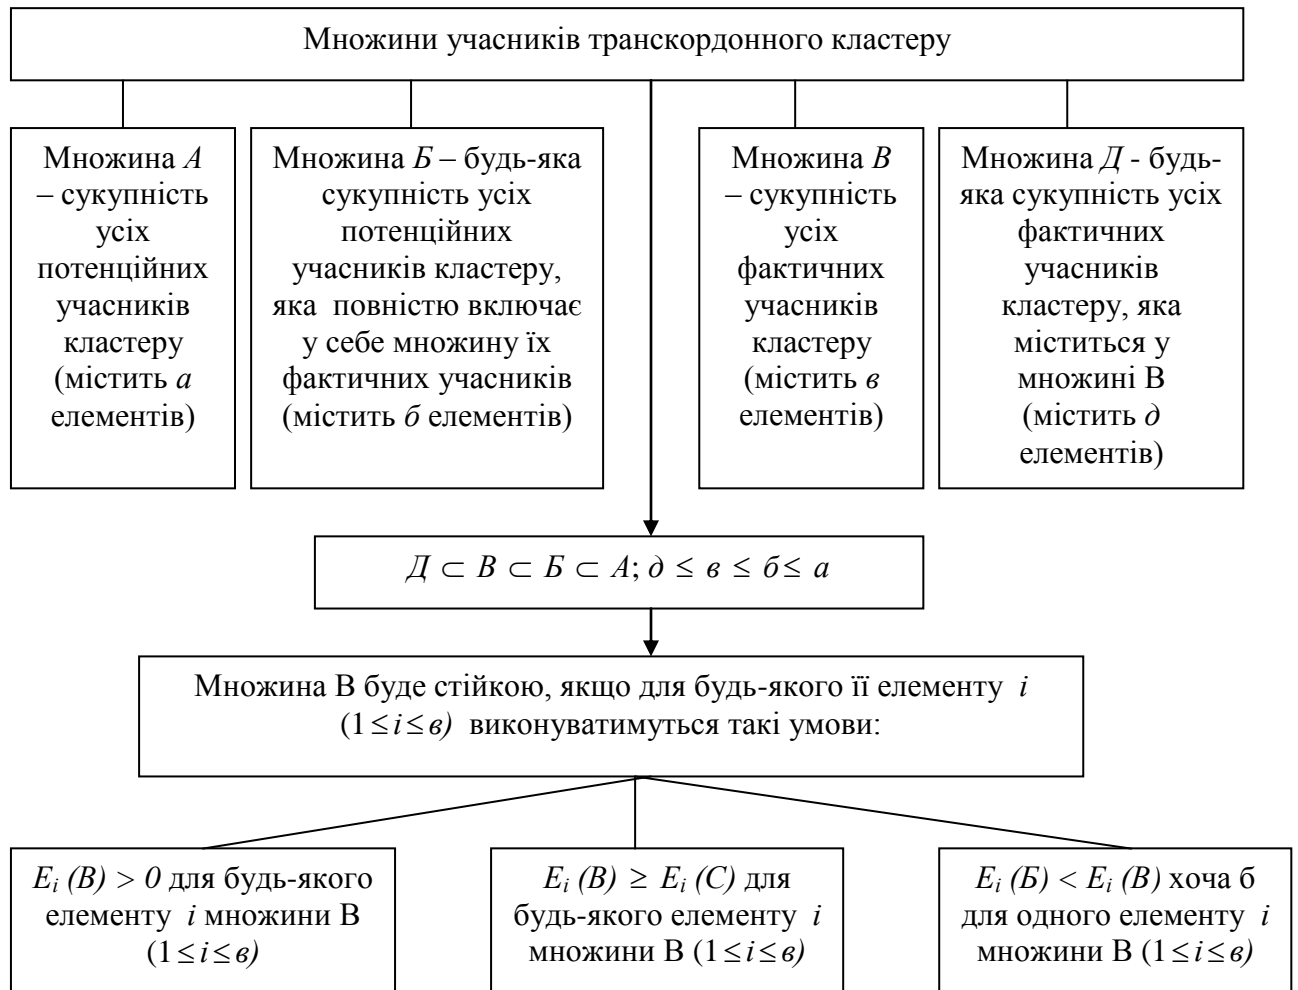 Множини учасників транскордонного кластеру
Множина А
– сукупність
усіх
потенційних
учасників
кластеру
(містить а
елементів)
Множина Б – будь-яка
сукупність усіх
потенційних
учасників кластеру,
яка повністю включає
у себе множину їх
фактичних учасників
(містить б елементів)
Множина В
– сукупність
усіх
фактичних
учасників
кластеру
(містить в
елементів)
Множина Д - будь-
яка сукупність усіх
фактичних
учасників
кластеру, яка
міститься у
множині В
(містить д
елементів)
Д ⊂ В ⊂ Б ⊂ А; д ≤ в ≤ б≤ а
Множина В буде стійкою, якщо для будь-якого її елементу i
(1≤i≤в) виконуватимуться такі умови:
Ei (В) > 0 для будь-якого
елементу i множини В
(1≤i≤в)
Ei (В) ≥ Ei (С) для
будь-якого елементу i
множини В (1≤i≤в)
Ei (Б) < Ei (В) хоча б
для одного елементу i
множини В (1≤i≤в)